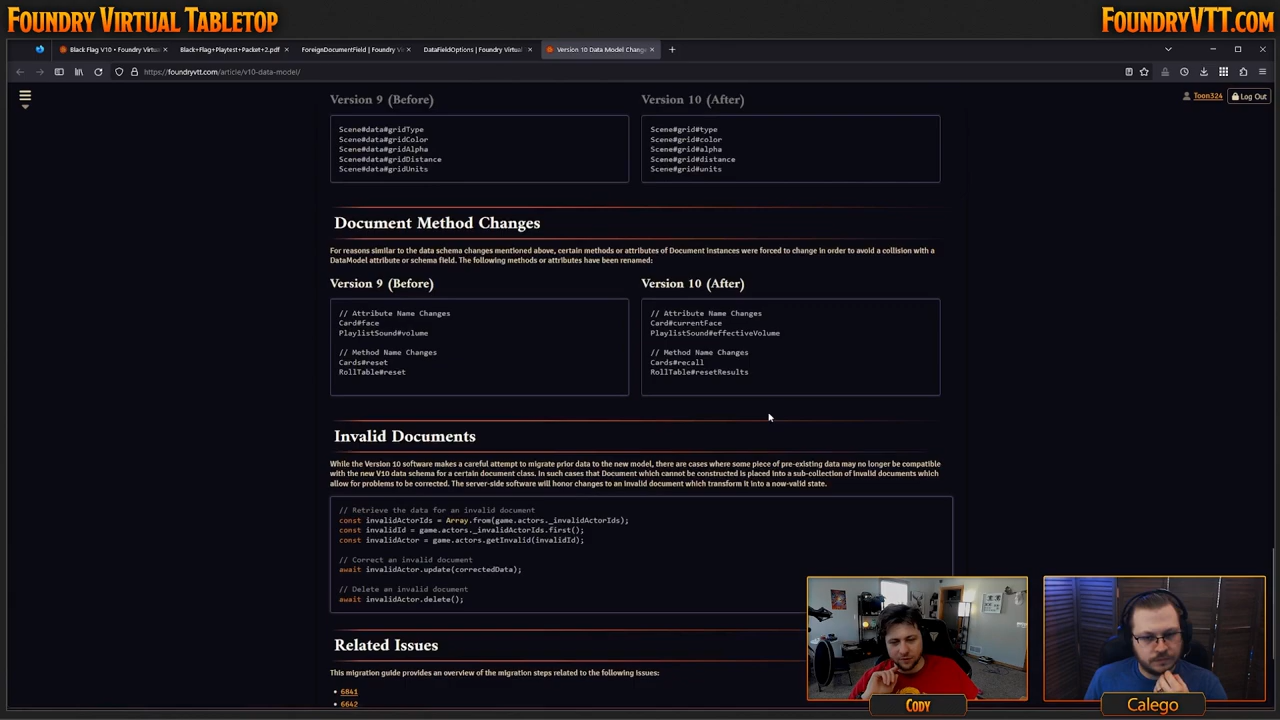 FOUNDRY VIRTUAL TABLETOP
FOUNDRYVTT.COM
Black Flag V10 • Foundry Virtu
Black+Flag+Playtest+Packet+2.pdf
ForeignDocumentField | Foundry V
DataFieldOptions | Foundry Virtual
Version 10 Data Model Change
https://foundryvtt.com/article/v10-data-model/
Toon324
Log Out
Version 9 (Before)
Version 10 (After)
Scene#data#gridType
Scene#data#gridColor
Scene#data#gridAlpha
Scene#data#gridDistance
Scene#data#gridUnits
Scene#grid#type
Scene#grid#color
Scene#grid#alpha
Scene#grid#distance
Scene#grid#units
Document Method Changes
For reasons similar to the data schema changes mentioned above, certain methods or attributes of Document instances were forced to change in order to avoid a collision with a
DataModel attribute or schema field. The following methods or attributes have been renamed:
Version 9 (Before)
Version 10 (After)
// Attribute Name Changes
Card#face
PlaylistSound#volume
// Method Name Changes
Cards#reset
RollTable#reset
// Attribute Name Changes
Card#currentFace
PlaylistSound#effectiveVolume
// Method Name Changes
Cards#recall
RollTable#resetResults
Invalid Documents
While the Version 10 software makes a careful attempt to migrate prior data to the new model, there are cases where some piece of pre-existing data may no longer be compatible
with the new V10 data schema for a certain document class. In such cases that Document which cannot be constructed is placed into a sub-collection of invalid documents which
allow for problems to be corrected. The server-side software will honor changes to an invalid document which transform it into a now-valid state.
// Retrieve the data for an invalid document
const invalidActorIds = Array.from(game.actors._invalidActorIds);
const invalidId = game.actors._invalidActorIds.first();
const invalidActor = game.actors.getInvalid(invalidId);
// Correct an invalid document
await invalidActor.update(correctedData);
// Delete an invalid document
await invalidActor.delete();
Related Issues
This migration guide provides an overview of the migration steps related to the following issues:
• 6841
• 6642
Cody
Calego